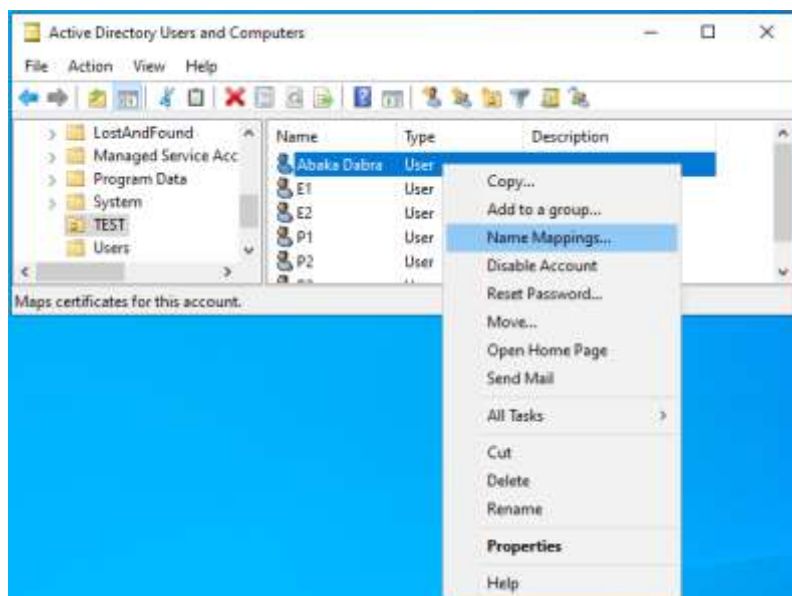 Active Directory Users and Computers
File Action View Help
LostAndFound
Managed Service Acc
Program Data
System
TEST
Users
Name Type Description
Abaka Dabra User
E1 User
E2 User
P1 User
P2 User
Maps certificates for this account.
Copy...
Add to a group...
Name Mappings...
Disable Account
Reset Password...
Move...
Open Home Page
Send Mail
All Tasks
Cut
Delete
Rename
Properties
Help